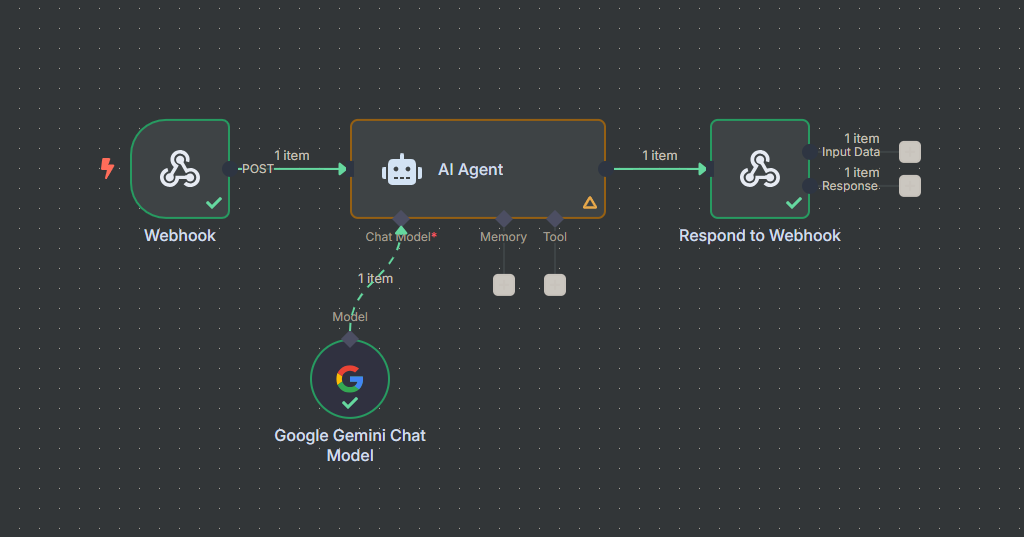 1 item
POST
Webhook
AI Agent
Chat Model*
Memory
Tool
1 item
Model
Google Gemini Chat
Model
1 item
Respond to Webhook
1 item
Input Data
1 item
Response